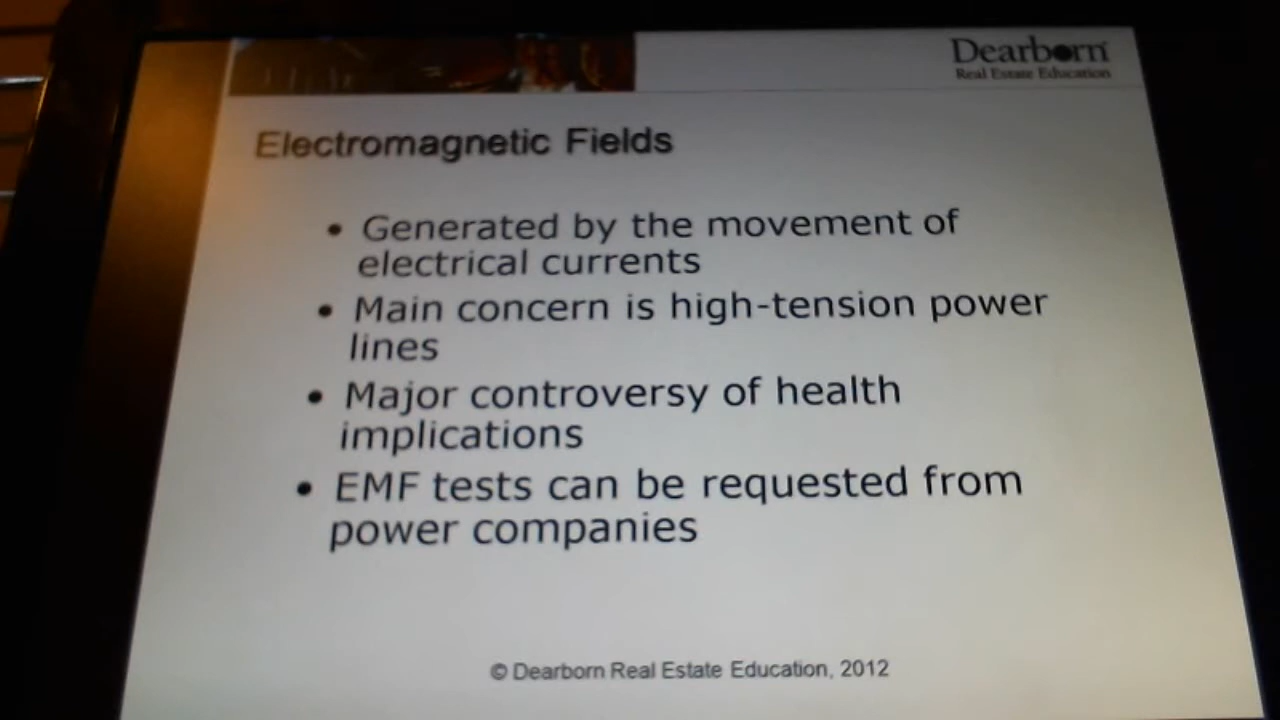 Dearborn
Real Estate Education
Electromagnetic Fields
• Generated by the movement of
electrical currents
• Main concern is high-tension power
lines
• Major controversy of health
implications
• EMF tests can be requested from
power companies
© Dearborn Real Estate Education, 2012